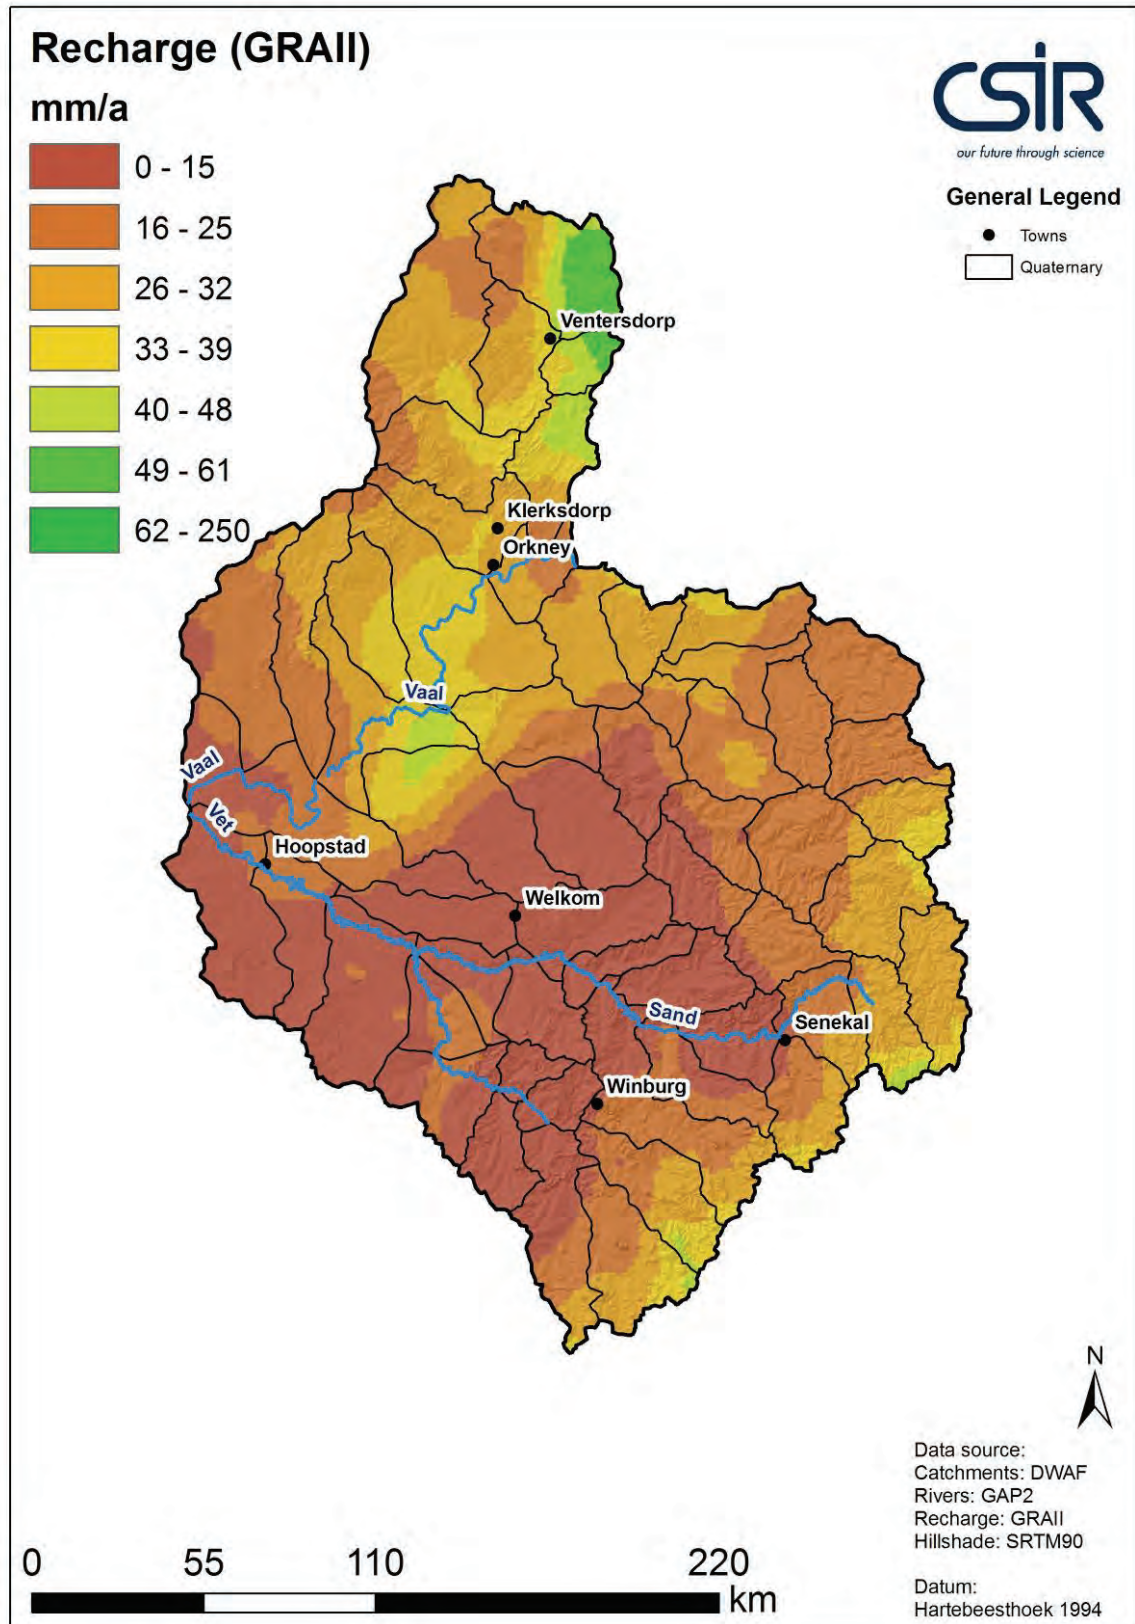 Recharge (GRAII)
mm/a
0 - 15
16 - 25
26 - 32
33 - 39
40 - 48
49 - 61
62 - 250
CSIR
our future through science
General Legend
Towns
Quaternary
Ventersdorp
Klerksdorp
Orkney
Vaal
Vaal
Vet
Hoopstad
Welkom
Sand
Senekal
Winburg
N
Data source:
Catchments: DWAF
Rivers: GAP2
Recharge: GRAII
Hillshade: SRTM90
Datum:
Hartebeesthoek 1994
0 55 110 220
km